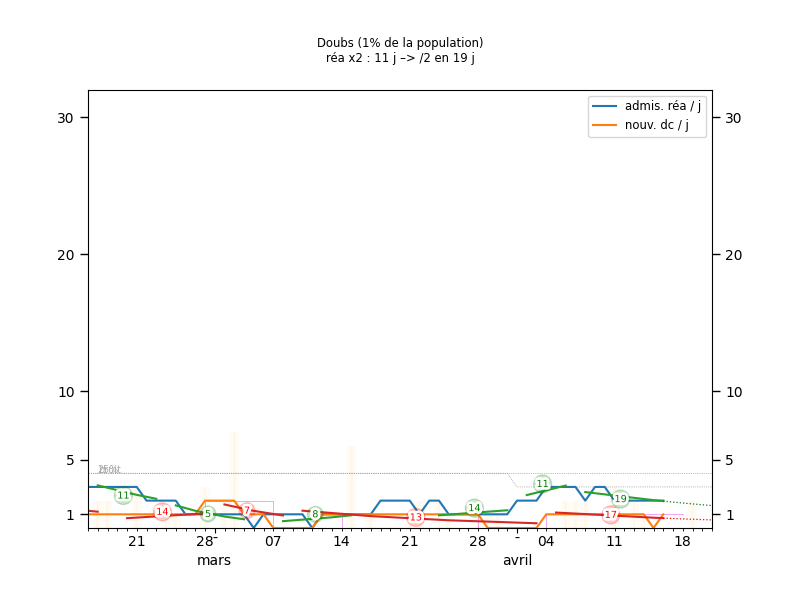 Doubs (1% de la population)
réa x2 : 11 j –> /2 en 19 j
admis. réa / j
nouv. dc / j
30 30
20 20
10 10
5 5
1 1
11 14 5 7 8 13 14 11 19 17
21 28 07 14 21 28 04 11 18
mars avril